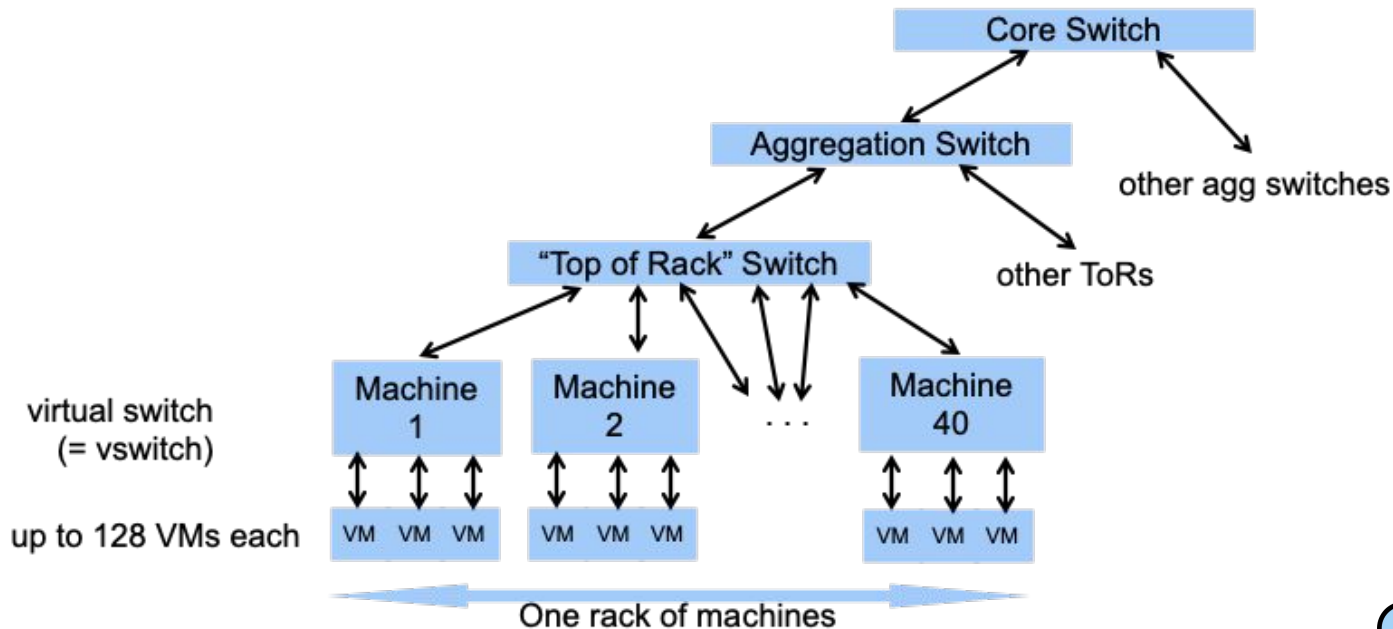 Core Switch
Aggregation Switch
other agg switches
“Top of Rack” Switch
other ToRs
virtual switch
(= vswitch)
Machine
1
Machine
2
. . .
Machine
40
up to 128 VMs each
VM VM VM
VM VM VM
VM VM VM
One rack of machines